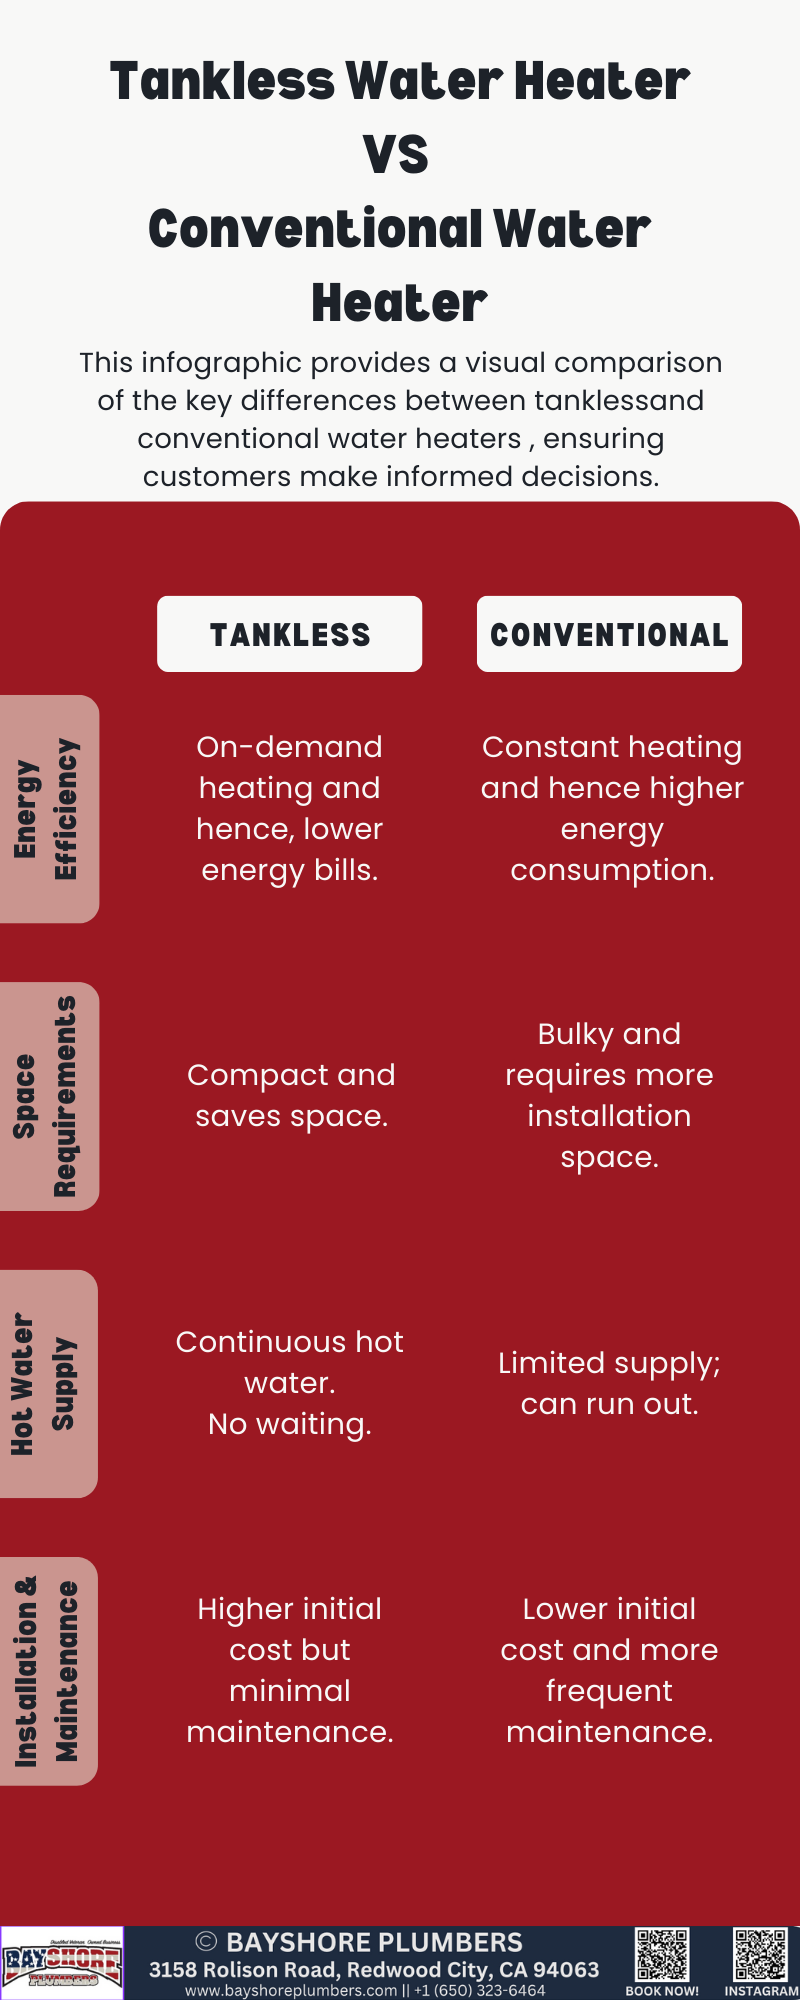 Tankless Water Heater
VS
Conventional Water
Heater
This infographic provides a visual comparison
of the key differences between tanklessand
conventional water heaters , ensuring
customers make informed decisions.
TANKLESS
CONVENTIONAL
Energy
Efficiency
On-demand
heating and
hence, lower
energy bills.
Constant heating
and hence higher
energy
consumption.
Space
Requirements
Compact and
saves space.
Bulky and
requires more
installation
space.
Hot Water
Supply
Continuous hot
water.
No waiting.
Limited supply;
can run out.
Installation &
Maintenance
Higher initial
cost but
minimal
maintenance.
Lower initial
cost and more
frequent
maintenance.
Disabled Veteran Owned Business
BAYSHORE
PLUMBERS
© BAYSHORE PLUMBERS
3158 Rolison Road, Redwood City, CA 94063
www.bayshoreplumbers.com || +1 (650) 323-6464
BOOK NOW!
INSTAGRAM